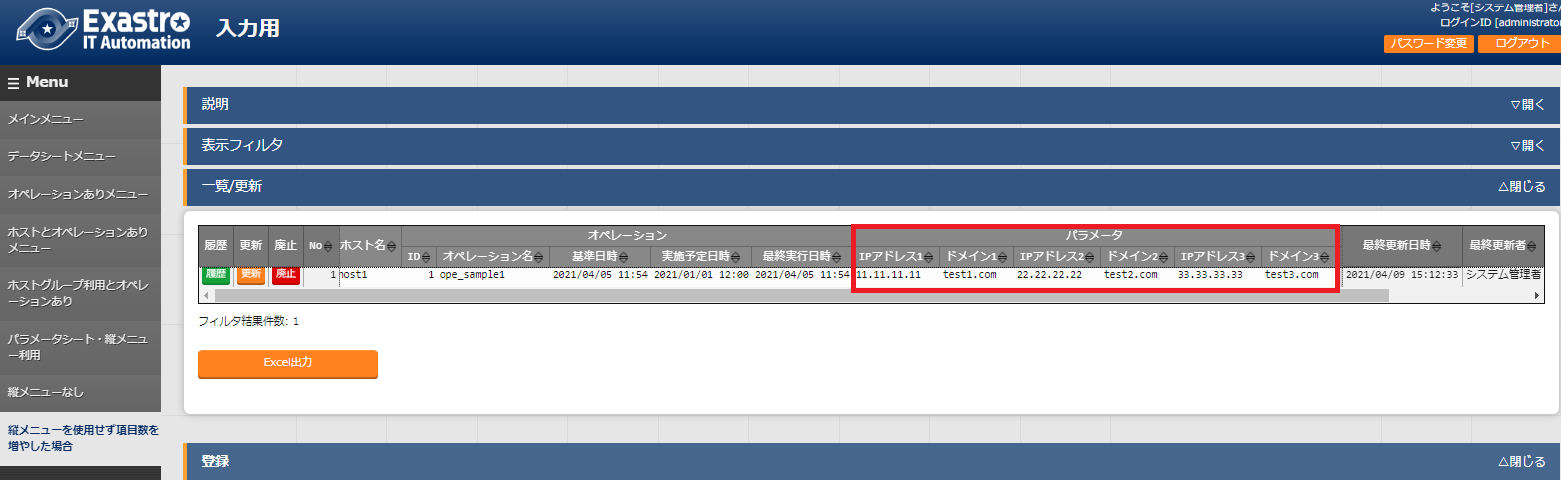 Exastro
IT Automation
入力用
ようこそ[システム管理者]さん
ログインID [administrator
パスワード変更
ログアウト
Menu
メインメニュー
データシートメニュー
オペレーションありメニュー
ホストとオペレーションあり
メニュー
ホストグループ利用とオペレ
ーションあり
パラメータシート・縦メニュ
ー利用
縦メニューなし
縦メニューを使用せず項目数を
増やした場合
説明 ▽開く
表示フィルタ ▽開く
一覧/更新 △閉じる
履歴 更新 廃止 No ホスト名 オペレーション パラメータ 最終更新日時 最終更新者
ID オペレーション名 基準日時 実施予定日時 最終実行日時 IPアドレス1 ドメイン1 IPアドレス2 ドメイン2 IPアドレス3 ドメイン3
履歴 更新 廃止 1 host1 1 ope_sample1 2021/04/05 11:54 2021/01/01 12:00 2021/04/05 11:54 11.11.11.11 test1.com 22.22.22.22 test2.com 33.33.33.33 test3.com 2021/04/09 15:12:33 システム管理者
フィルタ結果件数: 1
Excel出力
登録 △閉じる